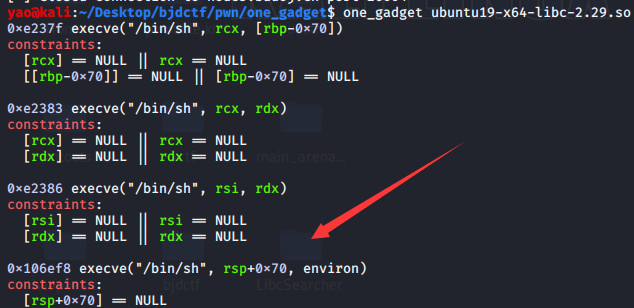 yao@kali:~/Desktop/bjdctf/pwn/one_gadget$ one_gadget ubuntu19-x64-libc-2.29.so
0×e237f execve("/bin/sh", rcx, [rbp-0×70])
constraints:
[rcx] == NULL || rcx == NULL
[[rbp-0×70]] == NULL || [rbp-0×70] == NULL
0×e2383 execve("/bin/sh", rcx, rdx)
constraints:
[rcx] == NULL || rcx == NULL
[rdx] == NULL || rdx == NULL
main_arena...
0×e2386 execve("/bin/sh", rsi, rdx)
constraints:
[rsi] == NULL || rsi == NULL
[rdx] == NULL || rdx == NULL
0×106ef8 execve("/bin/sh", rsp+0×70, environ)
constraints:
bjdctf LibcSearcher
[rsp+0×70] == NULL